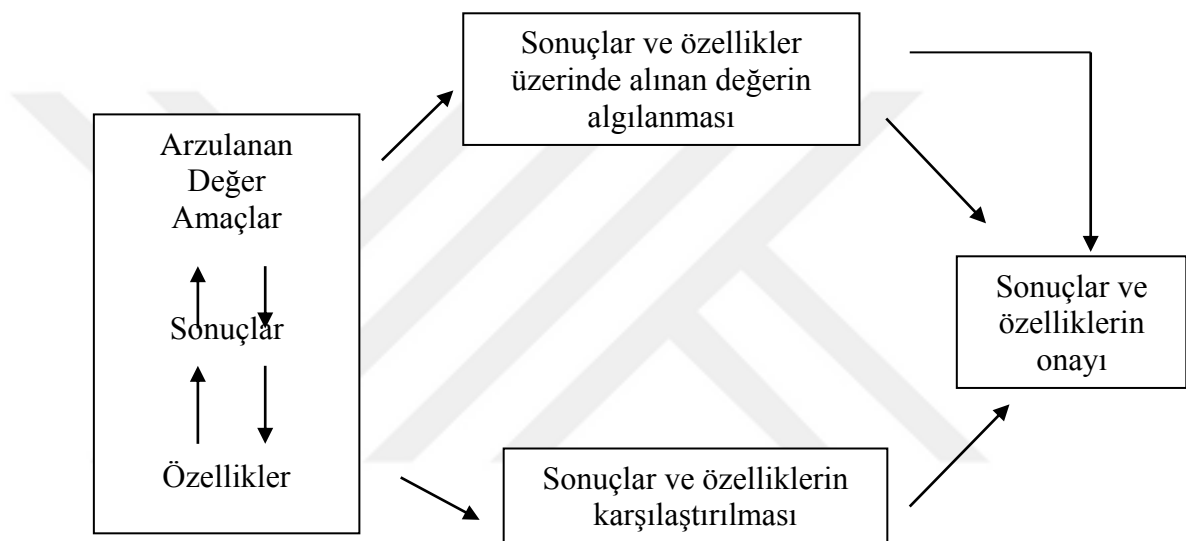 Sonuçlar ve özellikler
üzerinde alınan değerin
algılanması
Arzulanan
Değer
Amaçlar
Sonuçlar
Özellikler
Sonuçlar ve
özelliklerin
onayı
Sonuçlar ve özelliklerin
karşılaştırılması